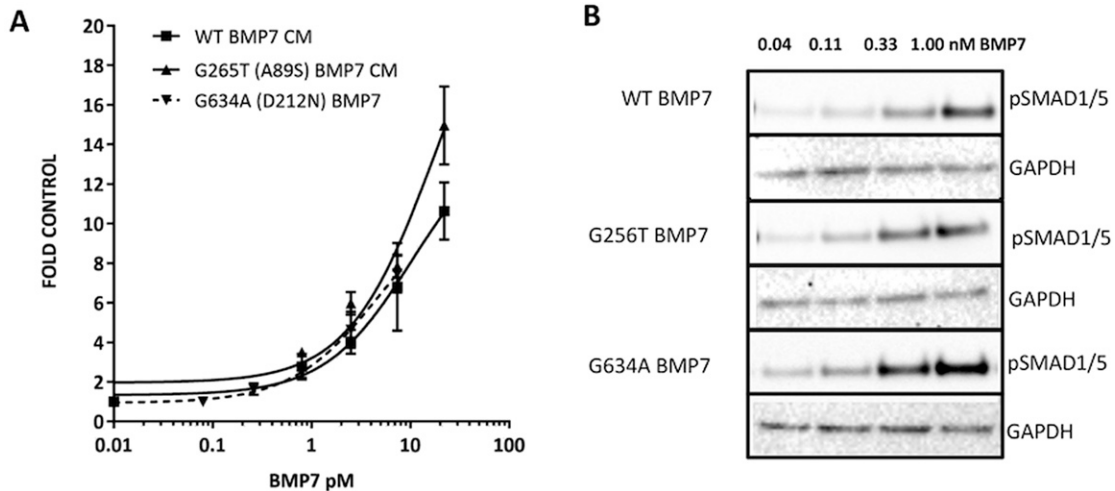 A
20
18
16
14
12
10
8
6
4
2
0
FOLD CONTROL
WT BMP7 CM
G265T (A89S) BMP7 CM
G634A (D212N) BMP7
0.01 0.1 1 10 100
BMP7 pM
B
0.04 0.11 0.33 1.00 nM BMP7
WT BMP7 pSMAD1/5
GAPDH
G256T BMP7 pSMAD1/5
GAPDH
G634A BMP7 pSMAD1/5
GAPDH